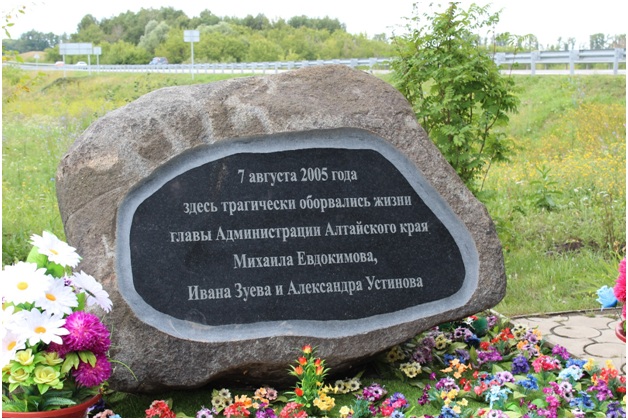 7 августа 2005 года
здесь трагически оборвались жизни
главы Администрации Алтайского края
Михаила Евдокимова,
Ивана Зуева и Александра Устинова